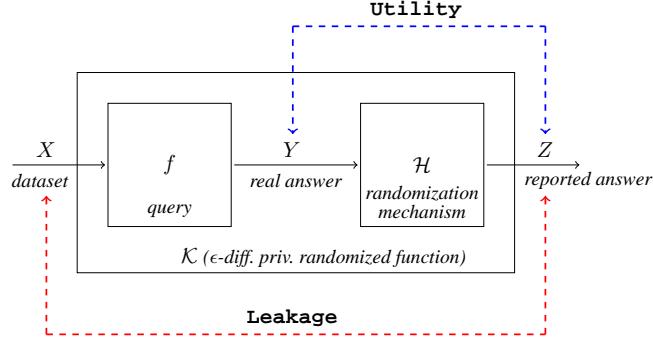 Utility
X
Y
Z
f
ℋ
dataset
real answer
reported answer
query
randomization
mechanism
𝒦 (ϵ-diff. priv. randomized function)
Leakage